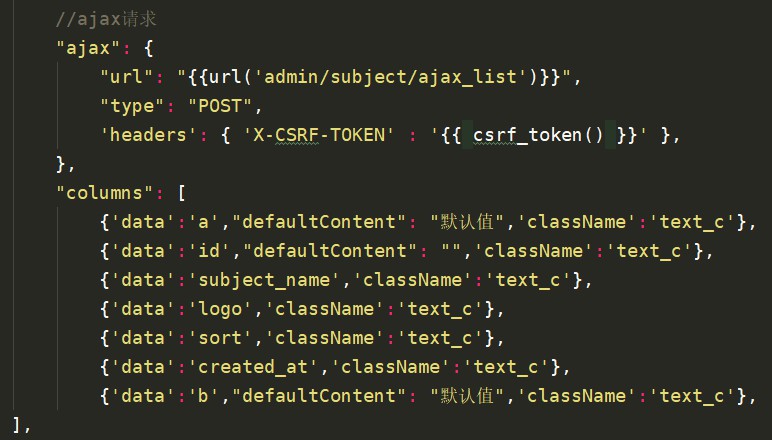 //ajax请求
"ajax": {
"url": "{{url('admin/subject/ajax_list')}}",
"type": "POST",
'headers': { 'X-CSRF-TOKEN' : '{{ csrf_token() }}' },
},
"columns": [
{'data':'a',"defaultContent": "默认值",'className':'text_c'},
{'data':'id',"defaultContent": "",'className':'text_c'},
{'data':'subject_name','className':'text_c'},
{'data':'logo','className':'text_c'},
{'data':'sort','className':'text_c'},
{'data':'created_at','className':'text_c'},
{'data':'b',"defaultContent": "默认值",'className':'text_c'},
],